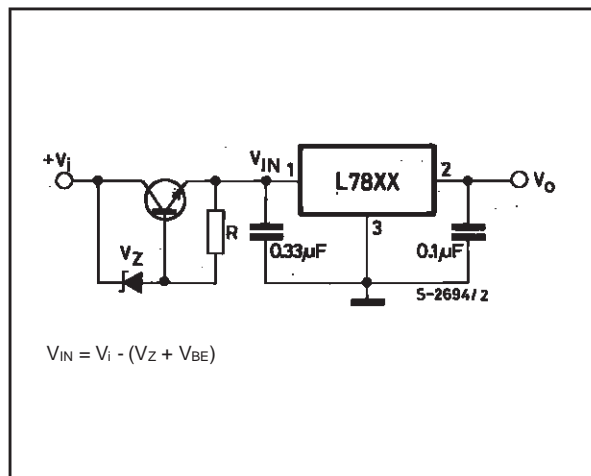 +Vi
VIN
1
L78XX
2
Vo
VZ
R
0.33µF
3
0.1µF
S-2694/2
VIN = Vi - (VZ + VBE)